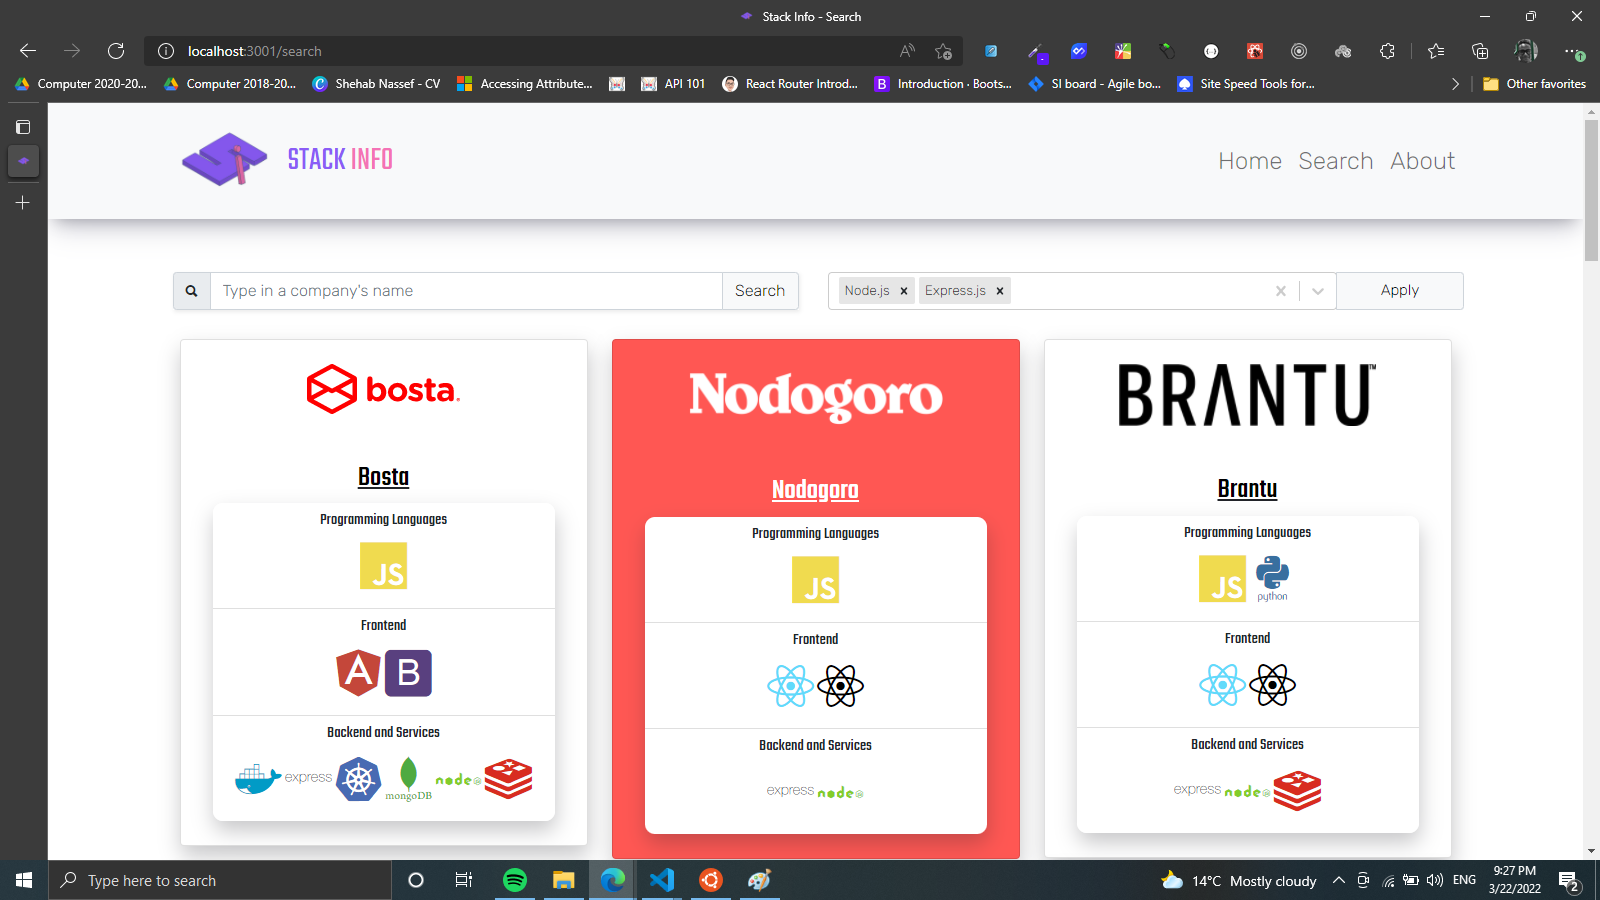 Stack Info - Search
localhost:3001/search
Computer 2020-20...
Computer 2018-20...
Shehab Nassef - CV
Accessing Attribute...
API 101
React Router Introd...
Introduction · Boots...
SI board - Agile bo...
Site Speed Tools for...
Other favorites
STACK INFO
Home Search About
Type in a company's name
Search
Node.js × Express.js ×
Apply
bosta.
Bosta
Programming Languages
JS
Frontend
A B
Backend and Services
express mongoDB node
Nodogoro
Nodogoro
Programming Languages
JS
Frontend
Backend and Services
express node
BRANTU™
Brantu
Programming Languages
JS python
Frontend
Backend and Services
express node
Type here to search
14°C Mostly cloudy
ENG
9:27 PM
3/22/2022
2